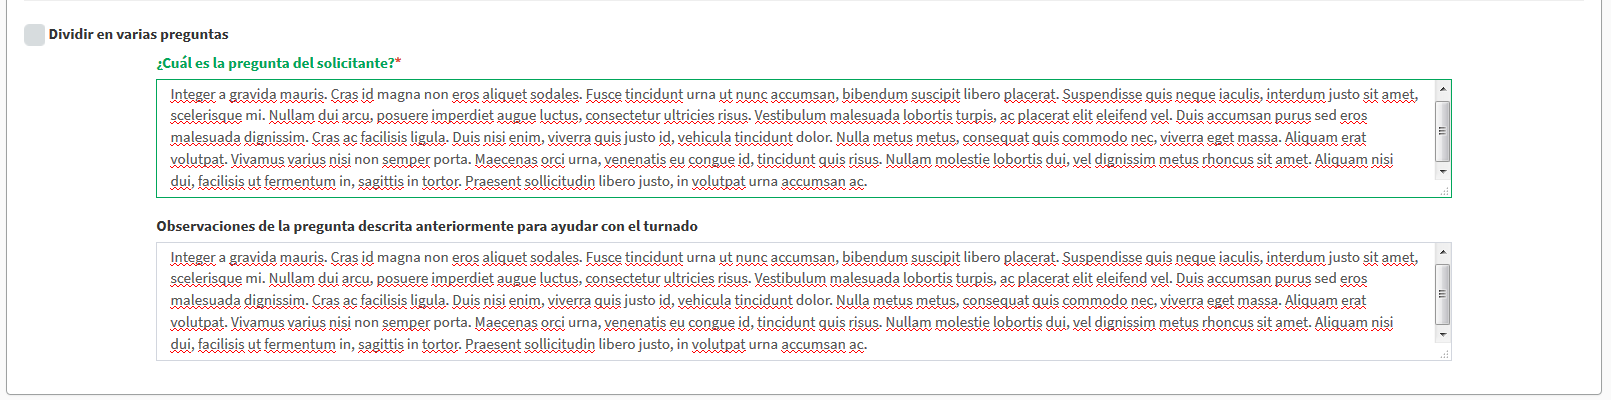 Dividir en varias preguntas
¿Cuál es la pregunta del solicitante?*
Integer a gravida mauris. Cras id magna non eros aliquet sodales. Fusce tincidunt urna ut nunc accumsan, bibendum suscipit libero placerat. Suspendisse quis neque iaculis, interdum justo sit amet,
scelerisque mi. Nullam dui arcu, posuere imperdiet augue luctus, consectetur ultricies risus. Vestibulum malesuada lobortis turpis, ac placerat elit eleifend vel. Duis accumsan purus sed eros
malesuada dignissim. Cras ac facilisis ligula. Duis nisi enim, viverra quis justo id, vehicula tincidunt dolor. Nulla metus metus, consequat quis commodo nec, viverra eget massa. Aliquam erat
volutpat. Vivamus varius nisi non semper porta. Maecenas orci urna, venenatis eu congue id, tincidunt quis risus. Nullam molestie lobortis dui, vel dignissim metus rhoncus sit amet. Aliquam nisi
dui, facilisis ut fermentum in, sagittis in tortor. Praesent sollicitudin libero justo, in volutpat urna accumsan ac.
Observaciones de la pregunta descrita anteriormente para ayudar con el turnado
Integer a gravida mauris. Cras id magna non eros aliquet sodales. Fusce tincidunt urna ut nunc accumsan, bibendum suscipit libero placerat. Suspendisse quis neque iaculis, interdum justo sit amet,
scelerisque mi. Nullam dui arcu, posuere imperdiet augue luctus, consectetur ultricies risus. Vestibulum malesuada lobortis turpis, ac placerat elit eleifend vel. Duis accumsan purus sed eros
malesuada dignissim. Cras ac facilisis ligula. Duis nisi enim, viverra quis justo id, vehicula tincidunt dolor. Nulla metus metus, consequat quis commodo nec, viverra eget massa. Aliquam erat
volutpat. Vivamus varius nisi non semper porta. Maecenas orci urna, venenatis eu congue id, tincidunt quis risus. Nullam molestie lobortis dui, vel dignissim metus rhoncus sit amet. Aliquam nisi
dui, facilisis ut fermentum in, sagittis in tortor. Praesent sollicitudin libero justo, in volutpat urna accumsan ac.